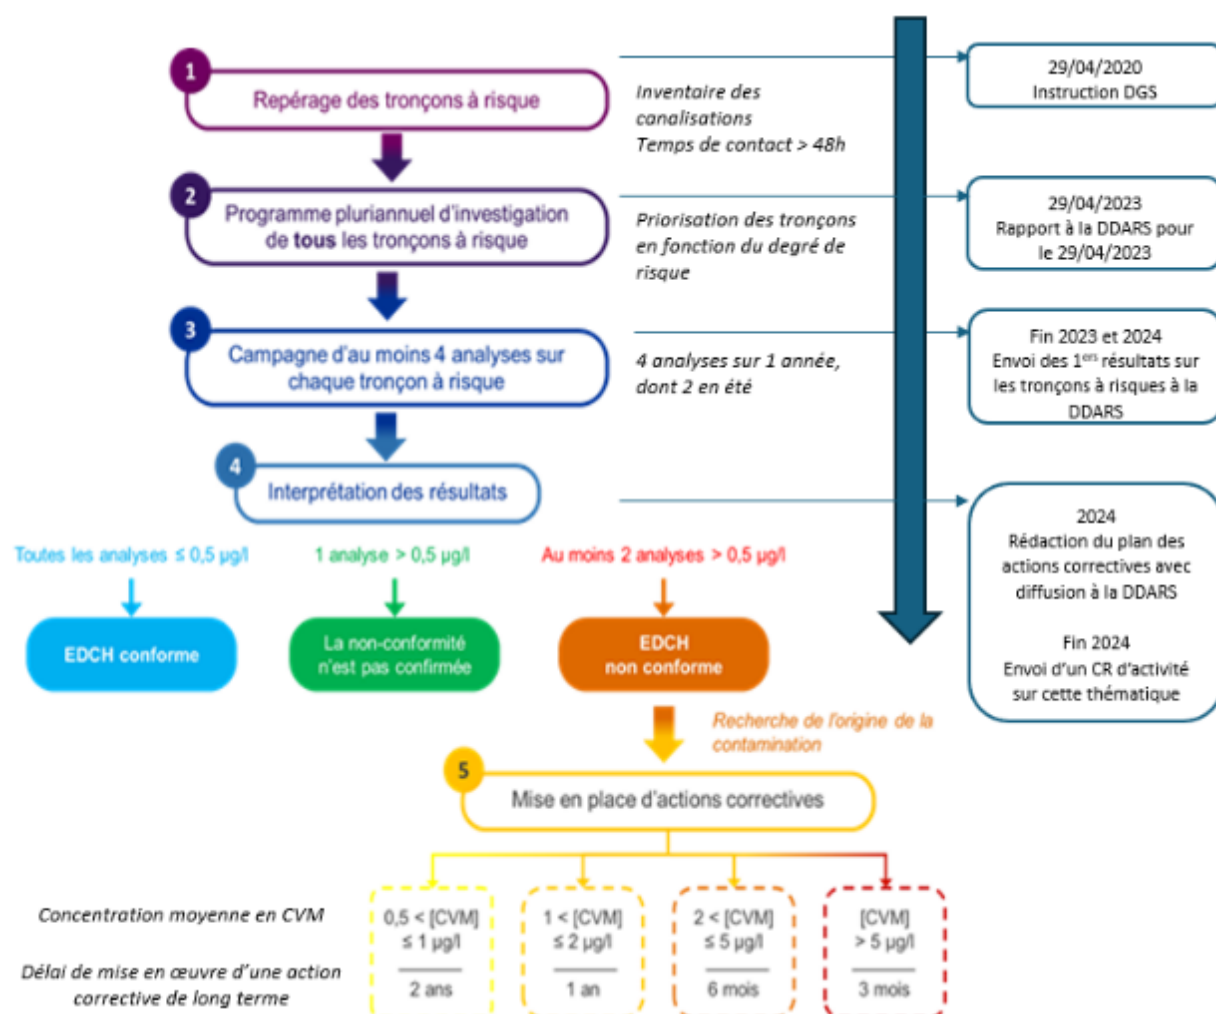 1
Repérage des tronçons à risque
Inventaire des
canalisations
Temps de contact > 48h
29/04/2020
Instruction DGS
2
Programme pluriannuel d'investigation
de tous les tronçons à risque
Priorisation des tronçons
en fonction du degré de
risque
29/04/2023
Rapport à la DDARS pour
le 29/04/2023
3
Campagne d'au moins 4 analyses sur
chaque tronçon à risque
4 analyses sur 1 année,
dont 2 en été
Fin 2023 et 2024
Envoi des 1ers résultats sur
les tronçons à risques à la
DDARS
4
Interprétation des résultats
2024
Rédaction du plan des
actions correctives avec
diffusion à la DDARS
Fin 2024
Envoi d'un CR d'activité
sur cette thématique
Toutes les analyses ≤ 0,5 µg/l
1 analyse > 0,5 µg/l
Au moins 2 analyses > 0,5 µg/l
EDCH conforme
La non-conformité
n'est pas confirmée
EDCH
non conforme
Recherche de l'origine de la
contamination
5
Mise en place d'actions correctives
Concentration moyenne en CVM
0,5 < [CVM]
≤ 1 µg/l
1 < [CVM]
≤ 2 µg/l
2 < [CVM]
≤ 5 µg/l
[CVM]
> 5 µg/l
Délai de mise en œuvre d'une action
corrective de long terme
2 ans
1 an
6 mois
3 mois